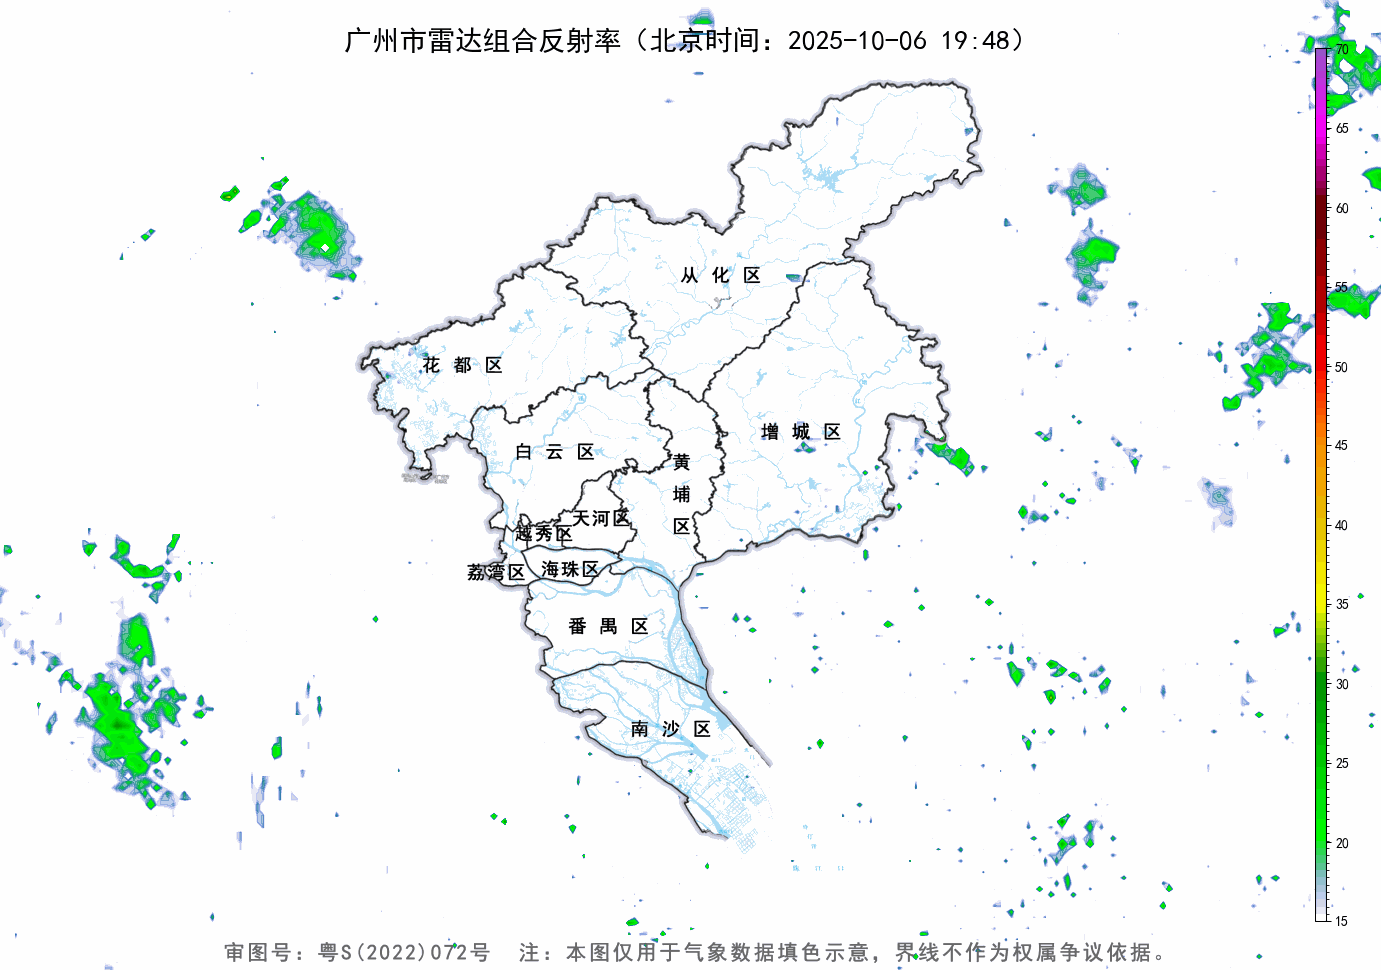 广州市雷达组合反射率（北京时间：2025-10-06 19:48）
70
65
60
55
50
45
40
35
30
25
20
15
从化区
花都区
增城区
白云区
黄埔区
天河区
越秀区
海珠区
荔湾区
番禺区
南沙区
审图号：粤S(2022)072号 注：本图仅用于气象数据填色示意，界线不作为权属争议依据。